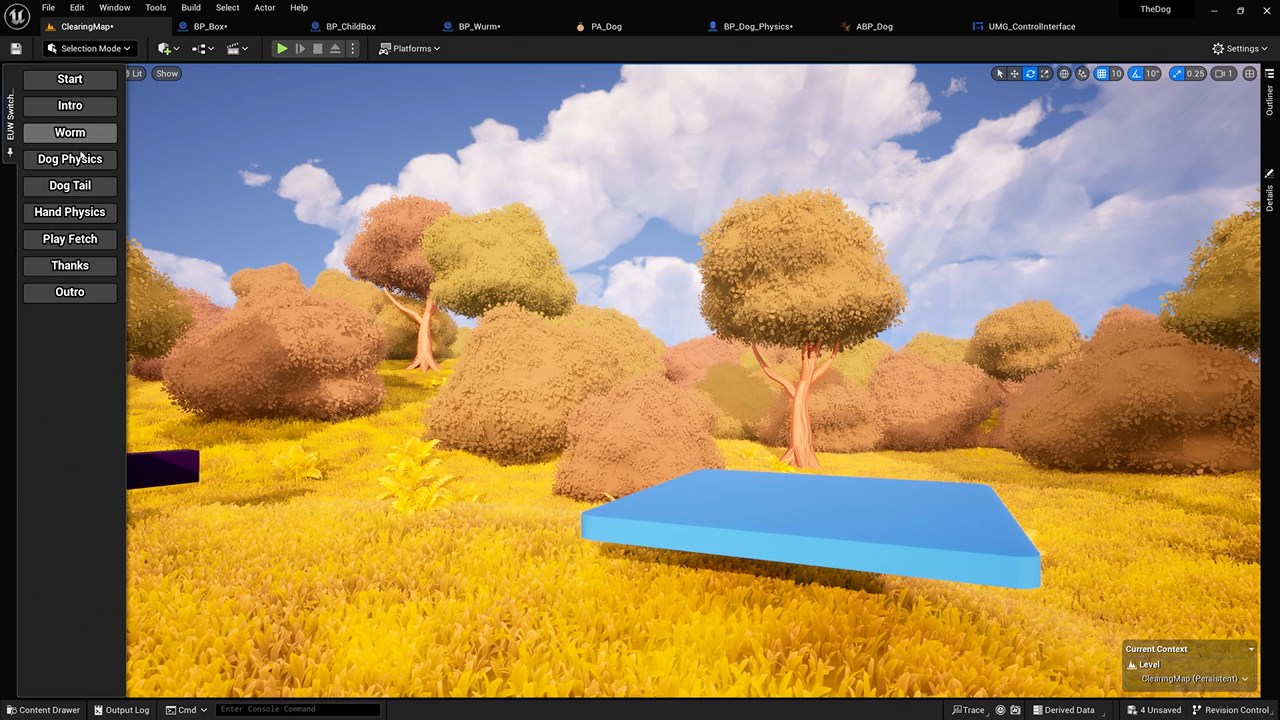 File Edit Window Tools Build Select Actor Help
TheDog
ClearingMap* BP_Box* BP_ChildBox BP_Worm* PA_Dog BP_Dog_Physics* ABP_Dog UMG_ControlInterface
Selection Mode Platforms Settings
Lit Show 10 10° 0.25 1
EUW Switch...
Start
Intro
Worm
Dog Physics
Dog Tail
Hand Physics
Play Fetch
Thanks
Outro
Outliner
Details
Current Context
Level
ClearingMap (Persistent)
Content Drawer Output Log Cmd Enter Console Command Trace Derived Data 4 Unsaved Revision Control